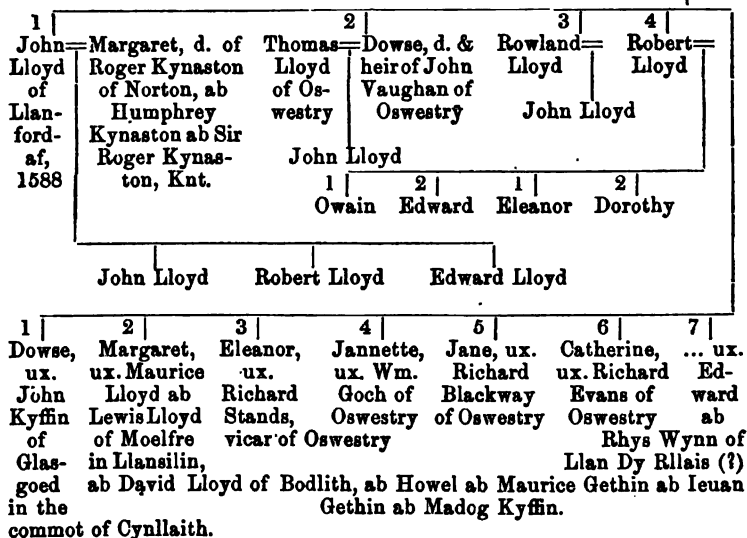 1 2 3 4
John=Margaret, d. of Thomas=Dowse, d. & Rowland= Robert=
Lloyd Roger Kynaston Lloyd heir of John Lloyd Lloyd
of of Norton, ab of Os- Vaughan of
Llan- Humphrey westry Oswestry John Lloyd
ford- Kynaston ab Sir
af, Roger Kynas- John Lloyd
1588 ton, Knt.
1 2 1 2
Owain Edward Eleanor Dorothy
John Lloyd Robert Lloyd Edward Lloyd
1 2 3 4 5 6 7
Dowse, Margaret, Eleanor, Jannette, Jane, ux. Catherine, ... ux.
ux. ux. Maurice ux. ux. Wm. Richard ux. Richard Ed-
John Lloyd ab Richard Goch of Blackway Evans of ward
Kyffin Lewis Lloyd Stands, Oswestry of Oswestry Oswestry ab
of of Moelfre vicar of Oswestry Rhys Wynn of
Glas- in Llansilin, Llan Dy Rllais (?)
goed ab David Lloyd of Bodlith, ab Howel ab Maurice Gethin ab Ieuan
in the Gethin ab Madog Kyffin.
commot of Cynllaith.